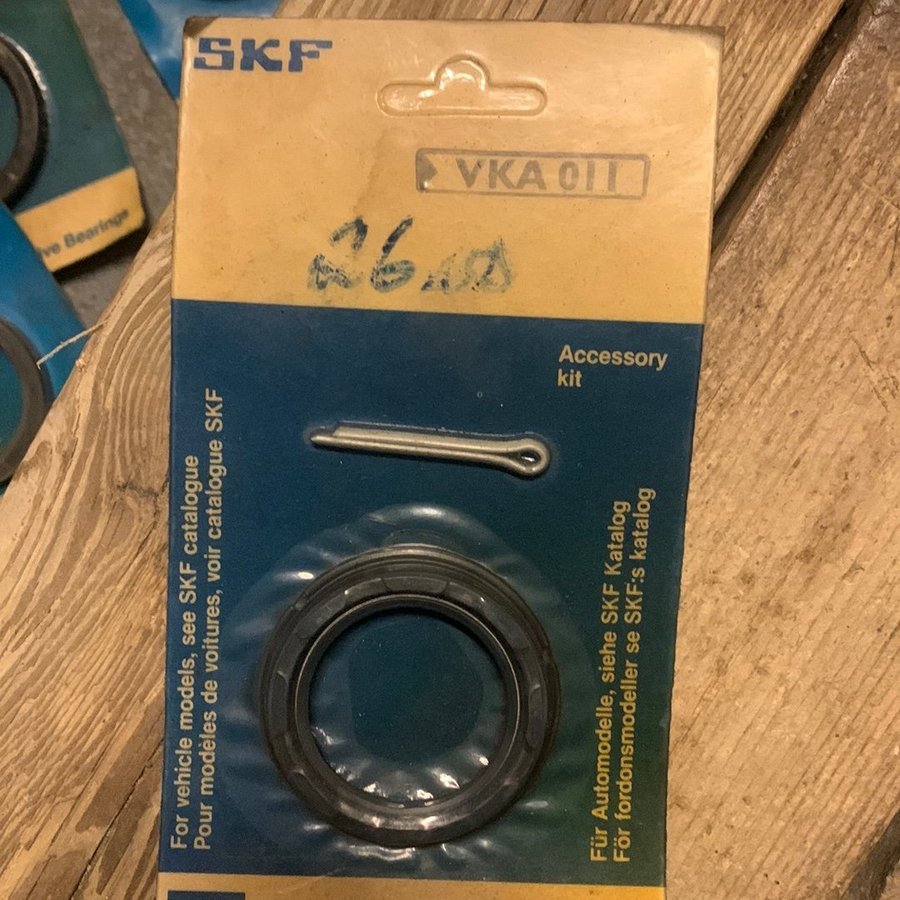 SKF
VKA 011
26
Accessory
kit
For vehicle models, see SKF catalogue
Pour modèles de voitures, voir catalogue SKF
Für Automodelle, siehe SKF Katalog
För fordonsmodeller se SKF:s katalog
Bearings